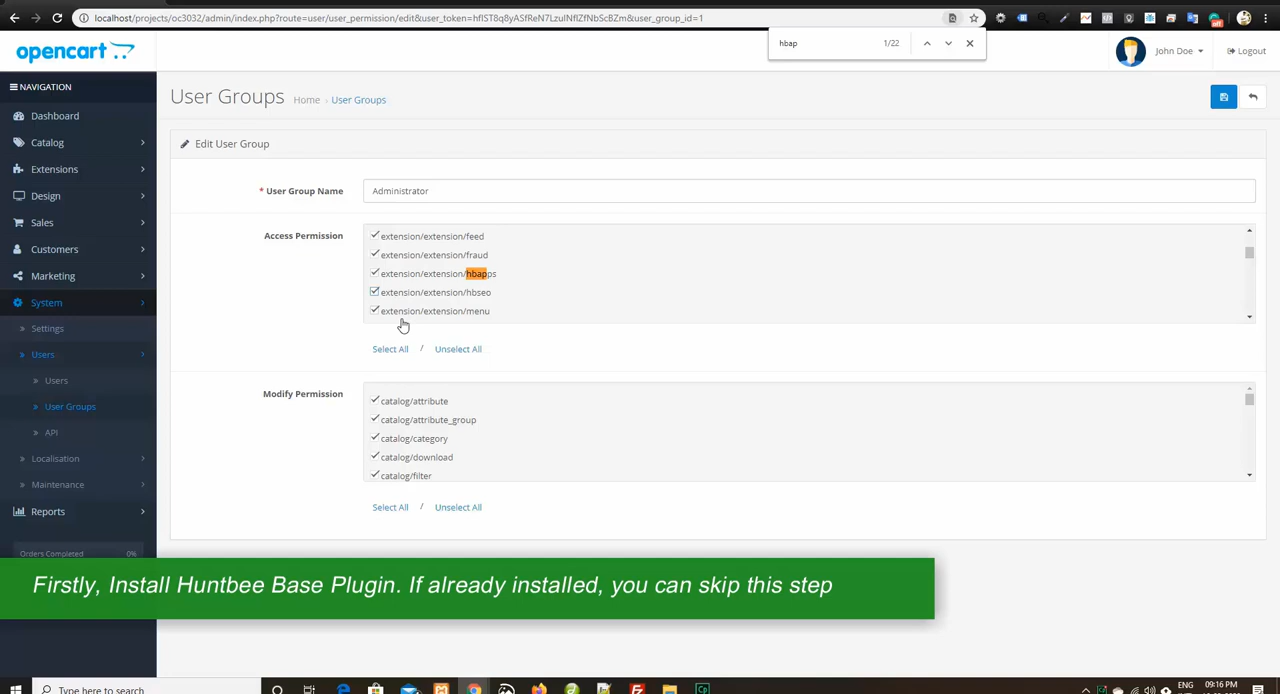 localhost/projects/oc3032/admin/index.php?route=user/user_permission/edit&user_token=hflST8q8yASfReN7LzulNflZfNbScBZm&user_group_id=1
hbap 1/22
opencart
John Doe
Logout
NAVIGATION
Dashboard
Catalog
Extensions
Design
Sales
Customers
Marketing
System
Settings
Users
Users
User Groups
API
Localisation
Maintenance
Reports
Orders Completed 0%
User Groups Home User Groups
Edit User Group
* User Group Name Administrator
Access Permission
extension/extension/feed
extension/extension/fraud
extension/extension/hbapps
extension/extension/hbseo
extension/extension/menu
Select All / Unselect All
Modify Permission
catalog/attribute
catalog/attribute_group
catalog/category
catalog/download
catalog/filter
Select All / Unselect All
Firstly, Install Huntbee Base Plugin. If already installed, you can skip this step
Type here to search
ENG
09:16 PM